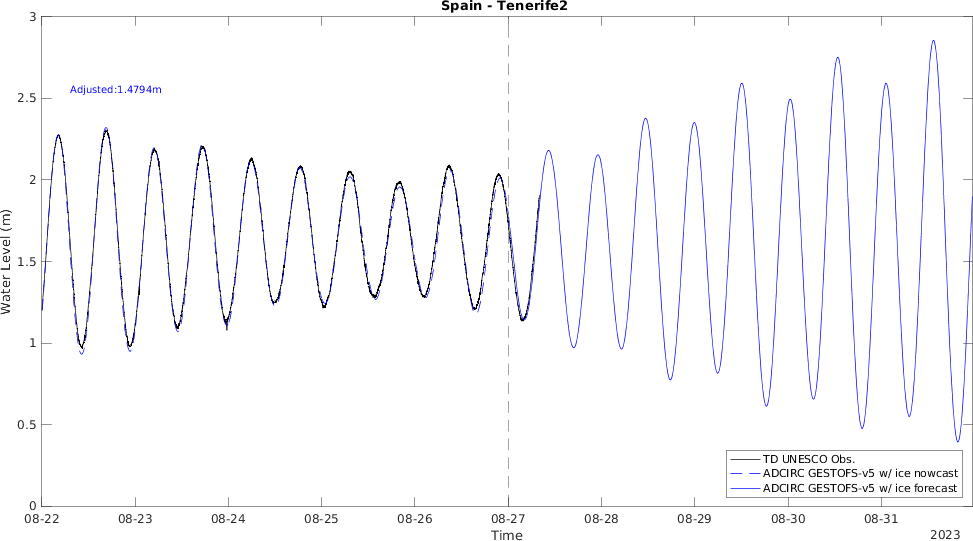 Spain - Tenerife2
3
2.5
2
1.5
1
0.5
0
Water Level (m)
Adjusted:1.4794m
TD UNESCO Obs.
ADCIRC GESTOFS-v5 w/ ice nowcast
ADCIRC GESTOFS-v5 w/ ice forecast
08-22 08-23 08-24 08-25 08-26 08-27 08-28 08-29 08-30 08-31
Time
2023